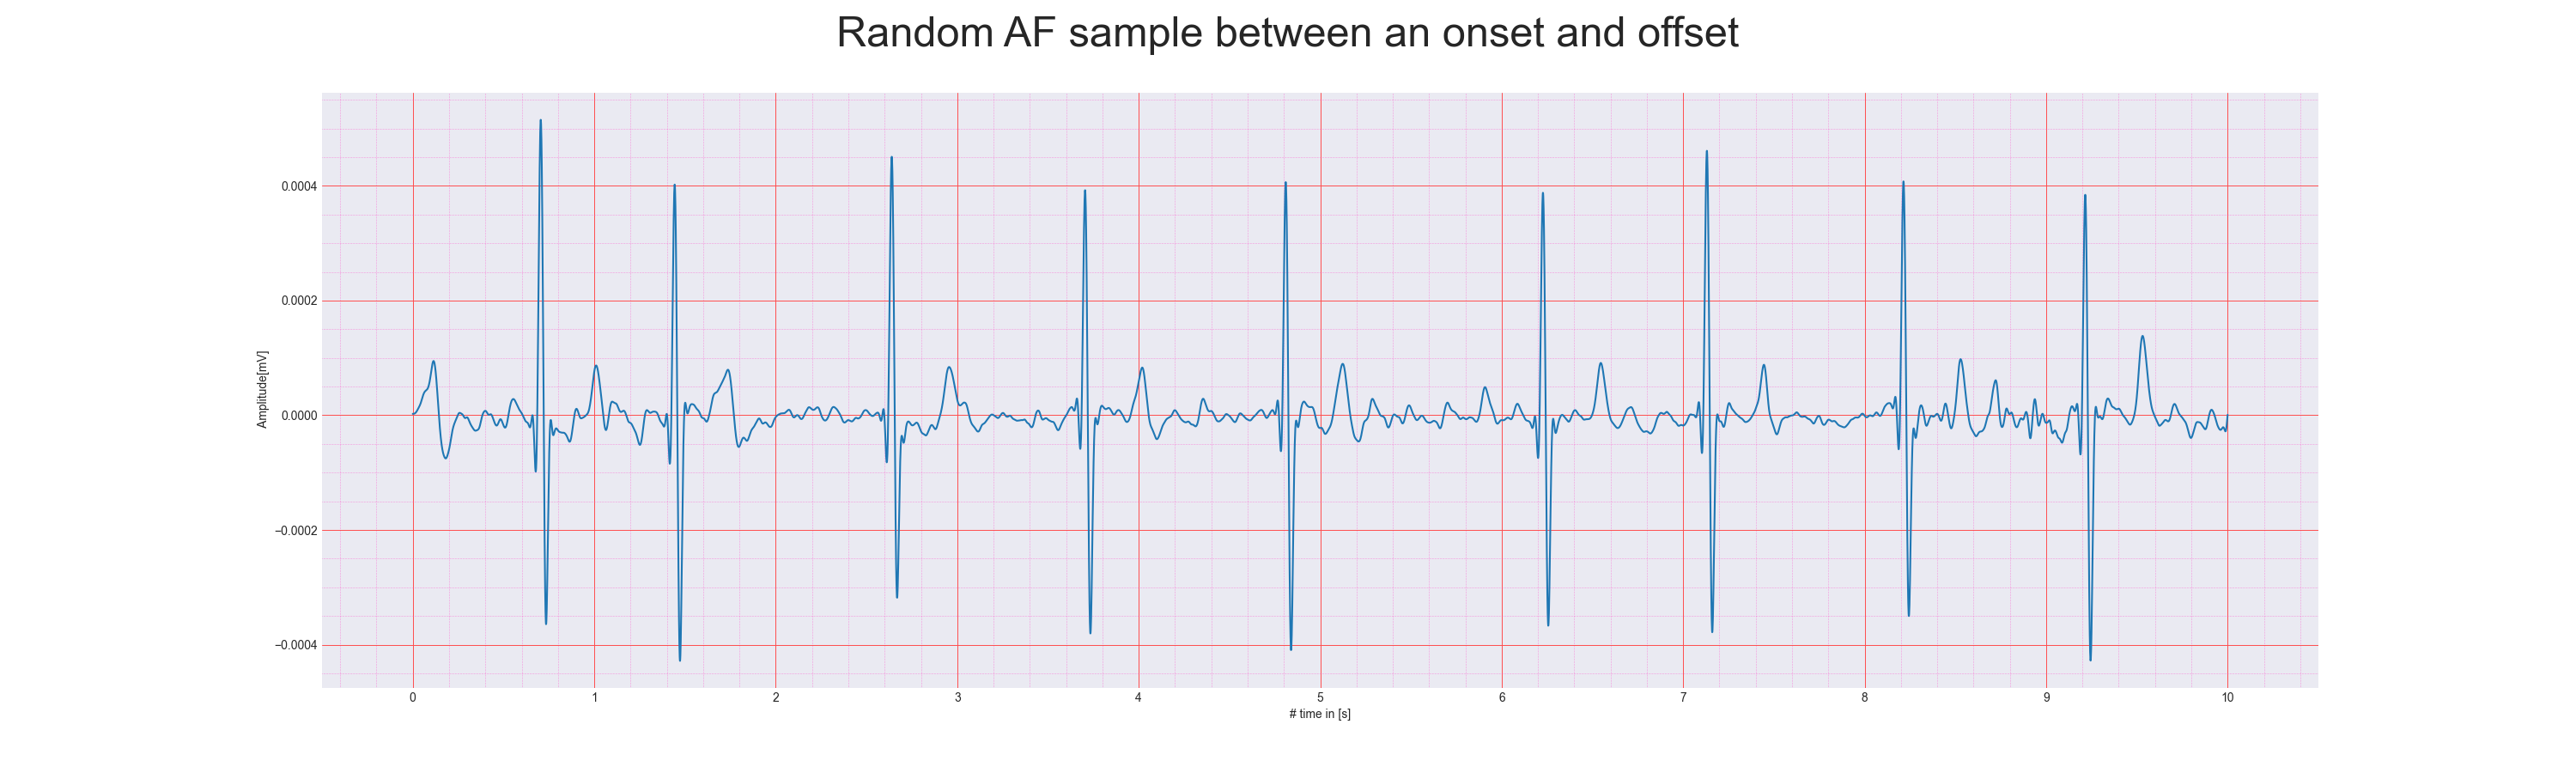 Random AF sample between an onset and offset
Amplitude[mV]
0.0004
0.0002
0.0000
−0.0002
−0.0004
0 1 2 3 4 5 6 7 8 9 10
# time in [s]